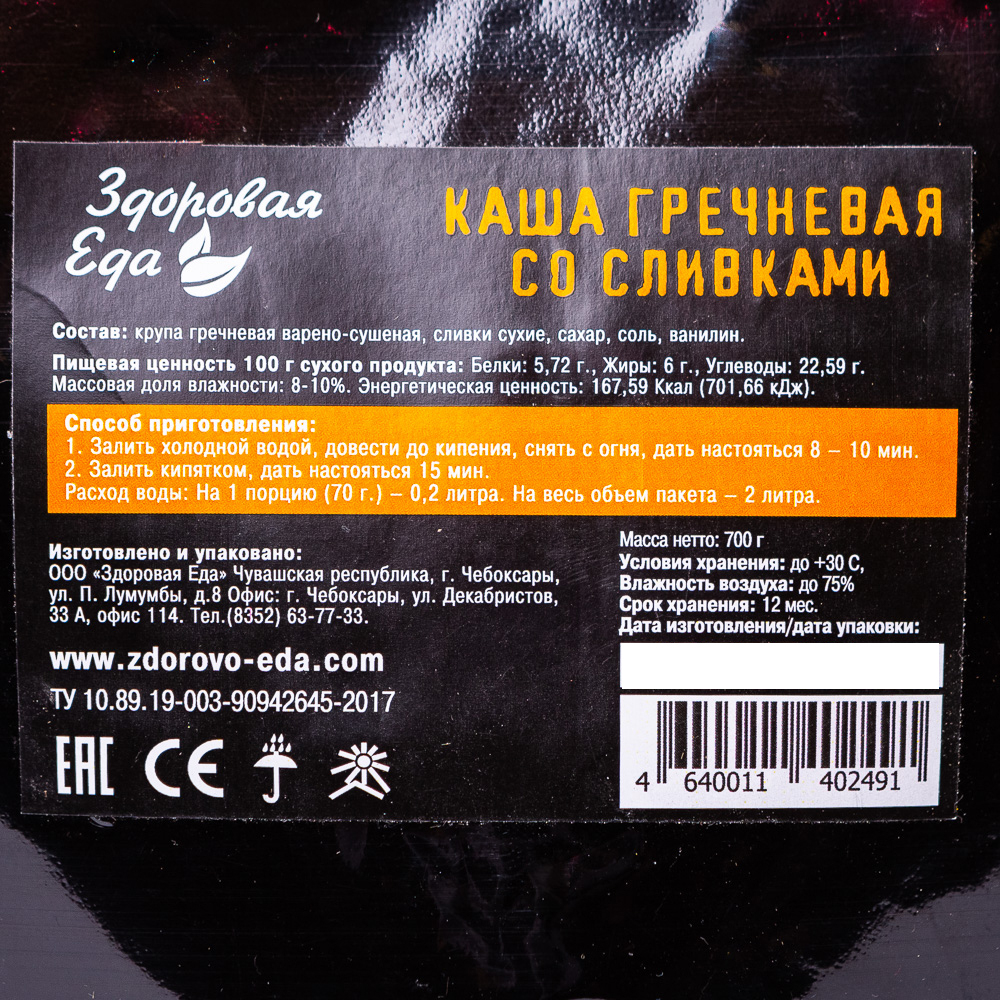 Здоровая
Еда
КАША ГРЕЧНЕВАЯ
СО СЛИВКАМИ
Состав: крупа гречневая варено-сушеная, сливки сухие, сахар, соль, ванилин.
Пищевая ценность 100 г сухого продукта: Белки: 5,72 г., Жиры: 6 г., Углеводы: 22,59 г.
Массовая доля влажности: 8-10%. Энергетическая ценность: 167,59 Ккал (701,66 кДж).
Способ приготовления:
1. Залить холодной водой, довести до кипения, снять с огня, дать настояться 8 – 10 мин.
2. Залить кипятком, дать настояться 15 мин.
Расход воды: На 1 порцию (70 г.) – 0,2 литра. На весь объем пакета – 2 литра.
Изготовлено и упаковано:
ООО «Здоровая Еда» Чувашская республика, г. Чебоксары,
ул. П. Лумумбы, д.8 Офис: г. Чебоксары, ул. Декабристов,
33 А, офис 114. Тел.(8352) 63-77-33.
www.zdorovo-eda.com
ТУ 10.89.19-003-90942645-2017
EAC CE
Масса нетто: 700 г
Условия хранения: до +30 С,
Влажность воздуха: до 75%
Срок хранения: 12 мес.
Дата изготовления/дата упаковки:
4 640011 402491